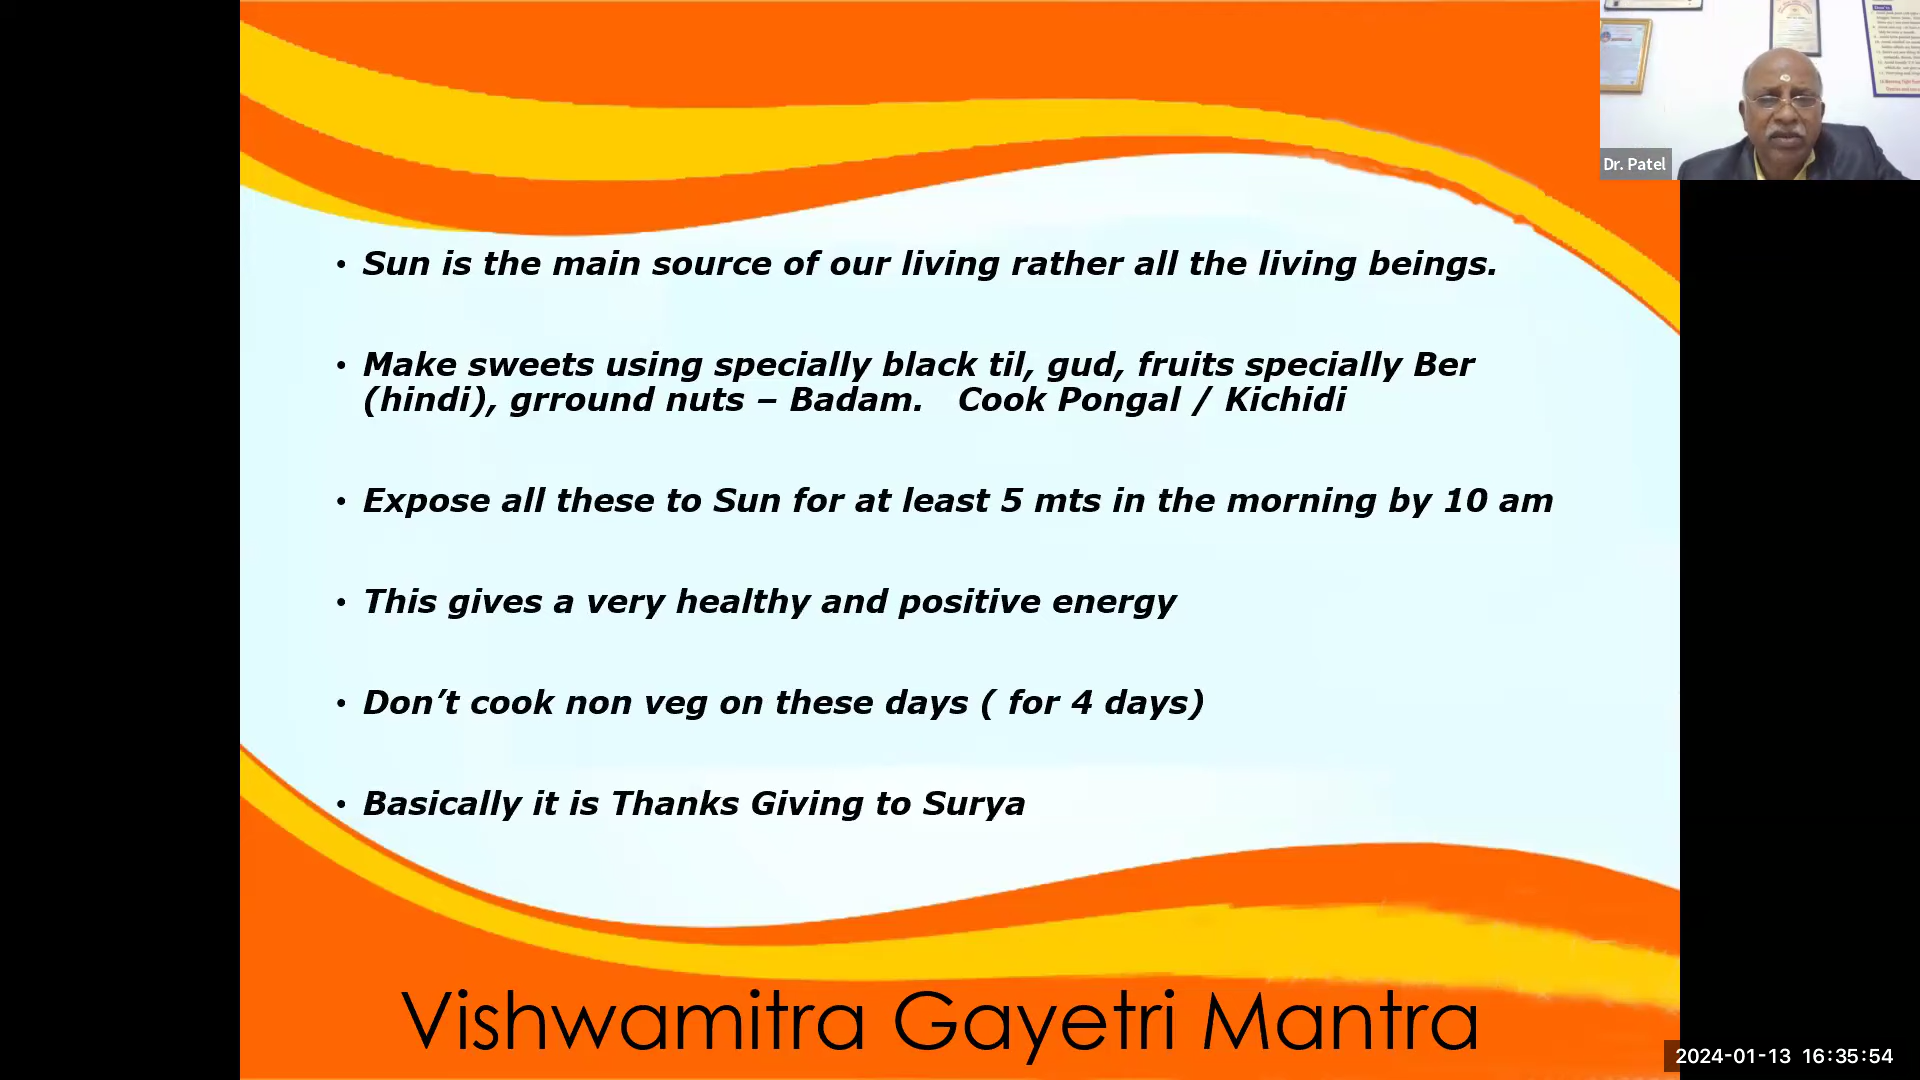 • Sun is the main source of our living rather all the living beings.
• Make sweets using specially black til, gud, fruits specially Ber
(hindi), grround nuts – Badam.   Cook Pongal / Kichidi
• Expose all these to Sun for at least 5 mts in the morning by 10 am
• This gives a very healthy and positive energy
• Don’t cook non veg on these days ( for 4 days)
• Basically it is Thanks Giving to Surya
Vishwamitra Gayetri Mantra
Dr. Patel
2024-01-13 16:35:54